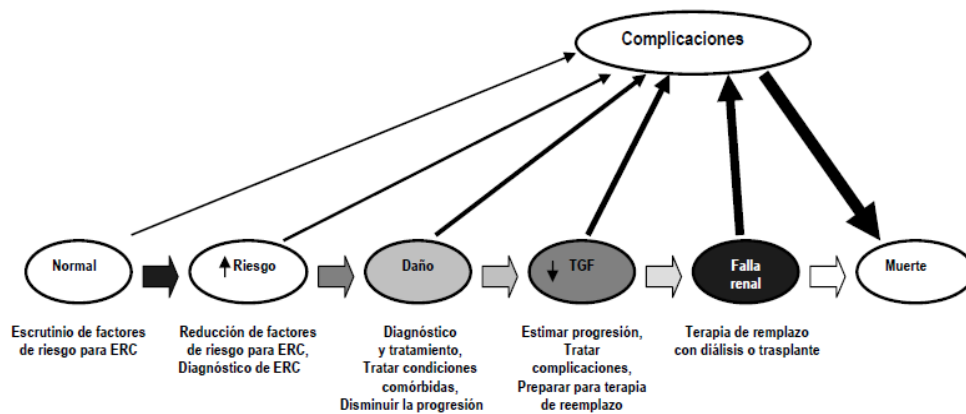 Complicaciones
Normal
↑ Riesgo
Daño
↓ TGF
Falla
renal
Muerte
Escrutinio de factores
de riesgo para ERC
Reducción de factores
de riesgo para ERC,
Diagnóstico de ERC
Diagnóstico
y tratamiento,
Tratar condiciones
comórbidas,
Disminuir la progresión
Estimar progresión,
Tratar
complicaciones,
Preparar para terapia
de reemplazo
Terapia de remplazo
con diálisis o trasplante